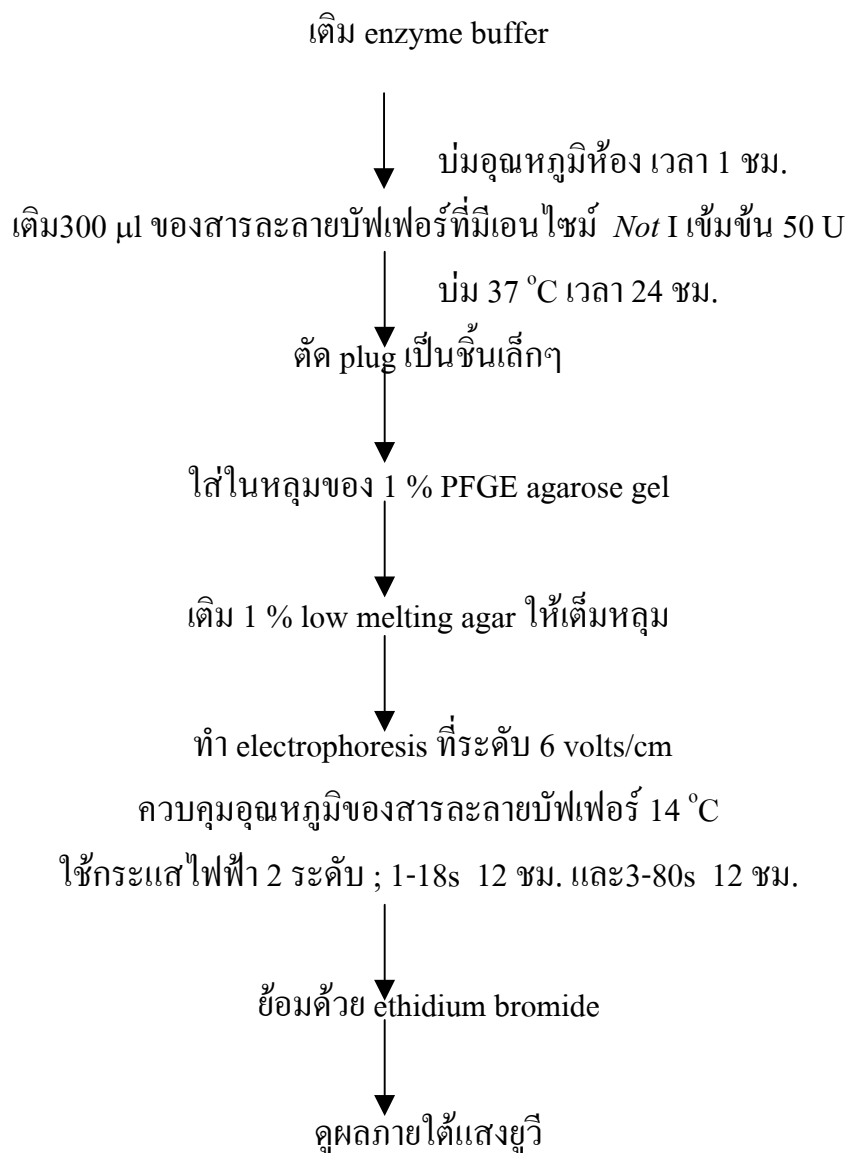 เติม enzyme buffer
บ่มอุณหภูมิห้อง เวลา 1 ชม.
เติม300 μl ของสารละลายบัฟเฟอร์ที่มีเอนไซม์ Not I เข้มข้น 50 U
บ่ม 37 °C เวลา 24 ชม.
ตัด plug เป็นชิ้นเล็กๆ
ใส่ในหลุมของ 1 % PFGE agarose gel
เติม 1 % low melting agar ให้เต็มหลุม
ทำ electrophoresis ที่ระดับ 6 volts/cm
ควบคุมอุณหภูมิของสารละลายบัฟเฟอร์ 14 °C
ใช้กระแสไฟฟ้า 2 ระดับ ; 1-18s 12 ชม. และ3-80s 12 ชม.
ย้อมด้วย ethidium bromide
ดูผลภายใต้แสงยูวี